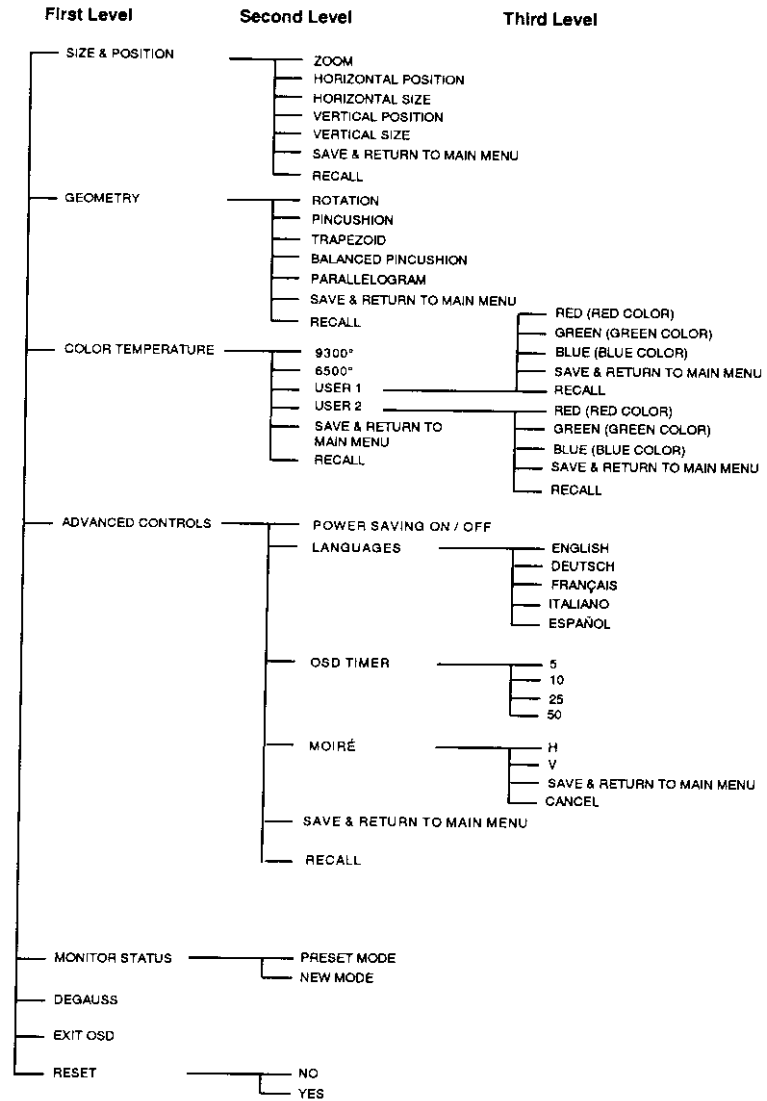 First Level
Second Level
Third Level
SIZE & POSITION
ZOOM
HORIZONTAL POSITION
HORIZONTAL SIZE
VERTICAL POSITION
VERTICAL SIZE
SAVE & RETURN TO MAIN MENU
RECALL
GEOMETRY
ROTATION
PINCUSHION
TRAPEZOID
BALANCED PINCUSHION
PARALLELOGRAM
SAVE & RETURN TO MAIN MENU
RECALL
COLOR TEMPERATURE
9300°
6500°
USER 1
RED (RED COLOR)
GREEN (GREEN COLOR)
BLUE (BLUE COLOR)
SAVE & RETURN TO MAIN MENU
RECALL
USER 2
RED (RED COLOR)
GREEN (GREEN COLOR)
BLUE (BLUE COLOR)
SAVE & RETURN TO MAIN MENU
RECALL
SAVE & RETURN TO
MAIN MENU
RECALL
ADVANCED CONTROLS
POWER SAVING ON / OFF
LANGUAGES
ENGLISH
DEUTSCH
FRANÇAIS
ITALIANO
ESPAÑOL
OSD TIMER
5
10
25
50
MOIRÉ
H
V
SAVE & RETURN TO MAIN MENU
CANCEL
SAVE & RETURN TO MAIN MENU
RECALL
MONITOR STATUS
PRESET MODE
NEW MODE
DEGAUSS
EXIT OSD
RESET
NO
YES